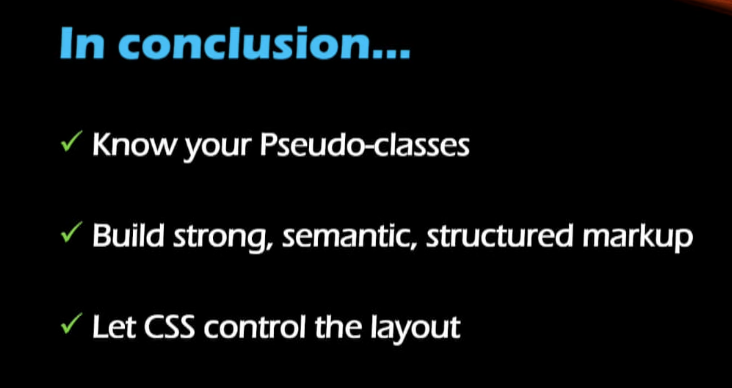 In conclusion...
Know your Pseudo-classes
Build strong, semantic, structured markup
Let CSS control the layout